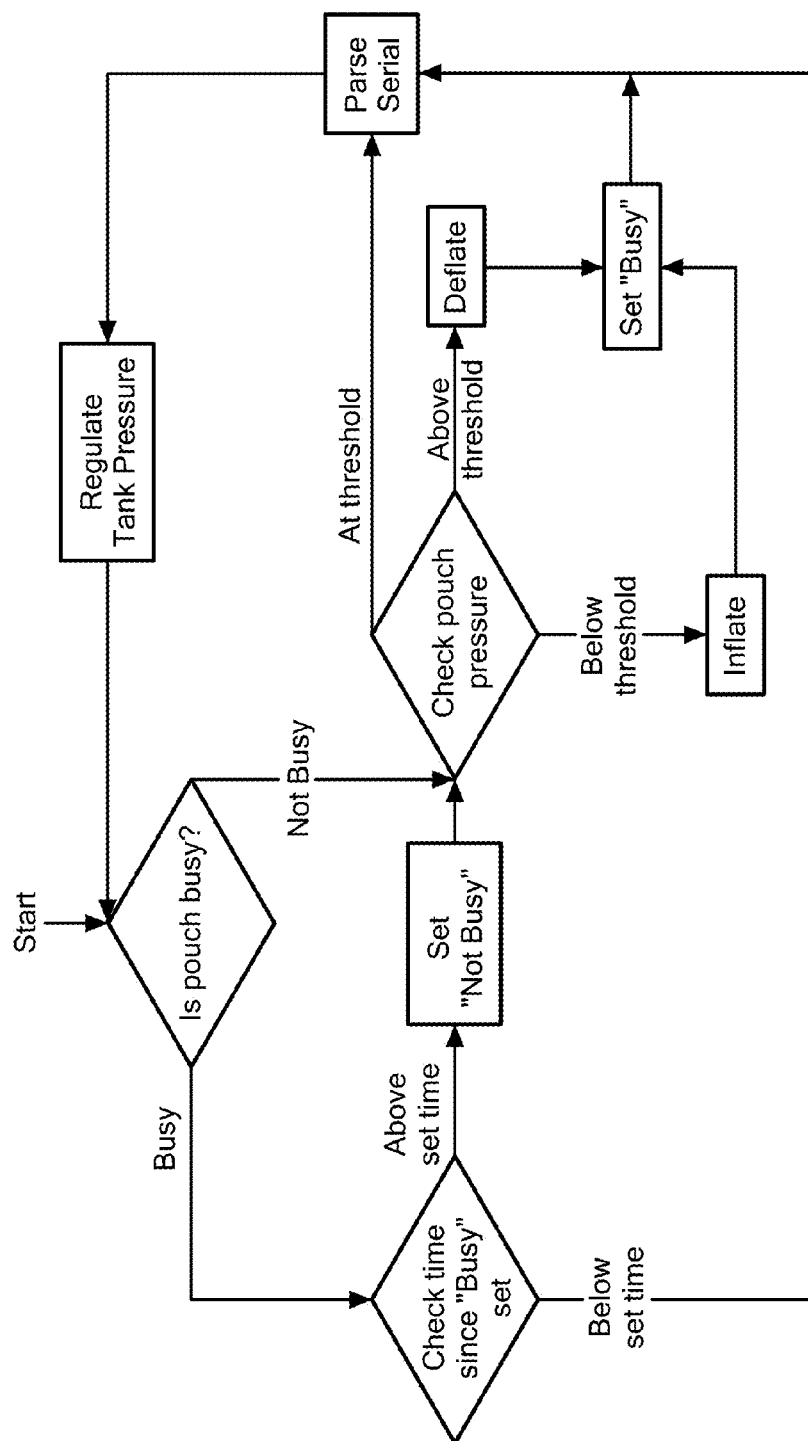 Start
Is pouch busy?
Busy
Not Busy
Regulate
Tank Pressure
Parse
Serial
Check time
since "Busy"
set
Above
set time
Below
set time
Set
"Not Busy"
Check pouch
pressure
At threshold
Above
threshold
Below
threshold
Deflate
Inflate
Set "Busy"